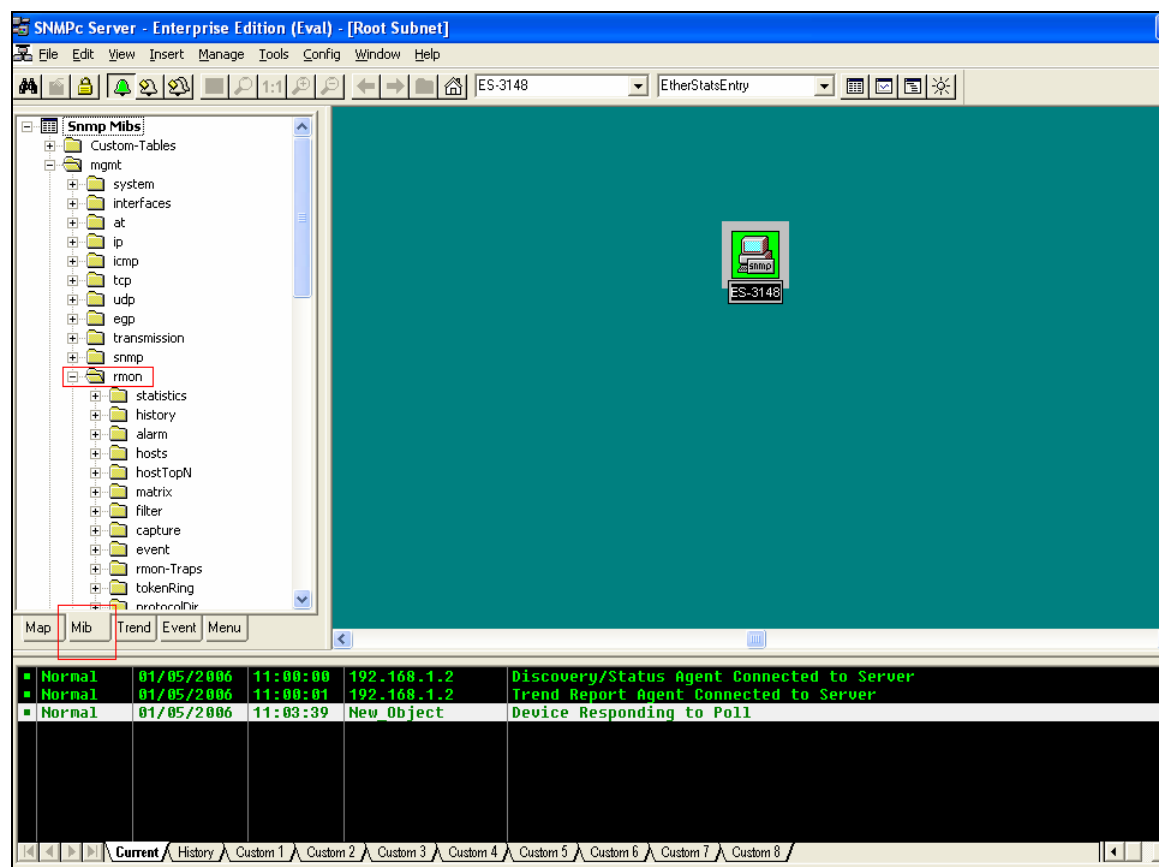 SNMPc Server - Enterprise Edition (Eval) - [Root Subnet]
File Edit View Insert Manage Tools Config Window Help
1:1 ES-3148 EtherStatsEntry
Snmp Mibs
Custom-Tables
mgmt
system
interfaces
at
ip
icmp
tcp
udp
egp
transmission
snmp
rmon
statistics
history
alarm
hosts
hostTopN
matrix
filter
capture
event
rmon-Traps
tokenRing
protocolDir
snmp
ES-3148
Map Mib Trend Event Menu
Normal 01/05/2006 11:00:00 192.168.1.2 Discovery/Status Agent Connected to Server
Normal 01/05/2006 11:00:01 192.168.1.2 Trend Report Agent Connected to Server
Normal 01/05/2006 11:03:39 New_Object Device Responding to Poll
Current History Custom 1 Custom 2 Custom 3 Custom 4 Custom 5 Custom 6 Custom 7 Custom 8